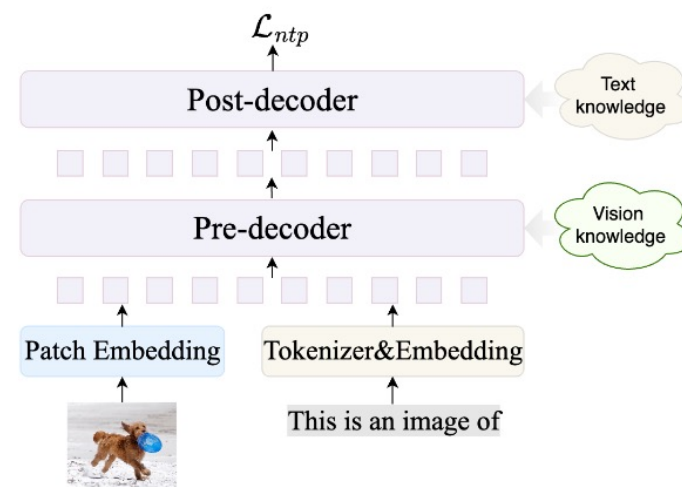 ℒₙₜₚ
Post-decoder
Text
knowledge
Pre-decoder
Vision
knowledge
Patch Embedding
Tokenizer&Embedding
This is an image of